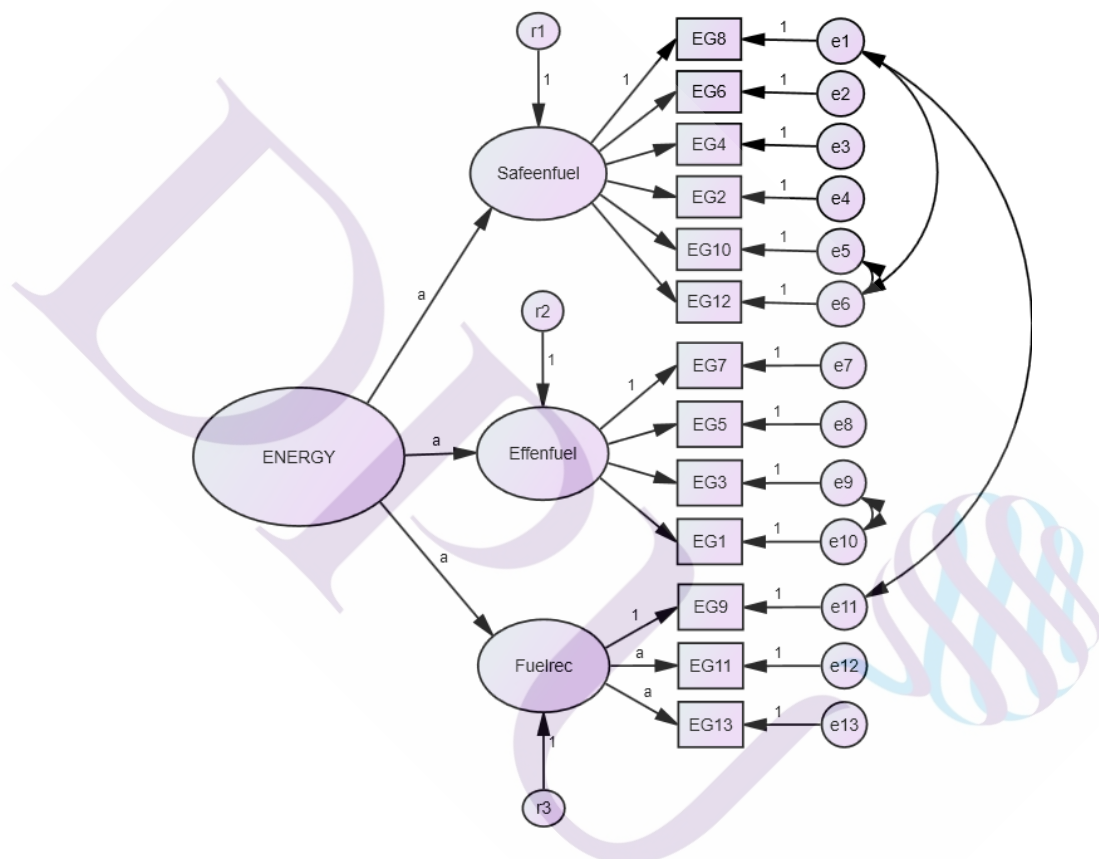 r1
1
EG8
1
e1
1
EG6
1
e2
EG4
1
e3
Safeenfuel
EG2
1
e4
EG10
1
e5
a
EG12
1
e6
r2
1
EG7
1
e7
1
EG5
1
e8
ENERGY
a
Effenfuel
EG3
1
e9
EG1
1
e10
a
EG9
1
e11
1
Fuelrec
a
EG11
1
e12
a
EG13
1
e13
1
r3
DPU